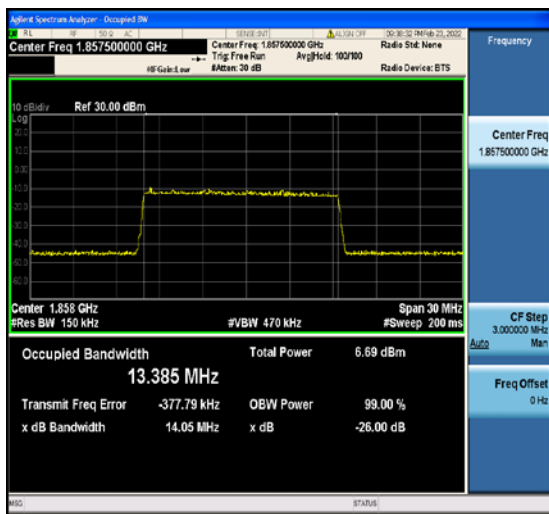 Agilent Spectrum Analyzer - Occupied BW
RL RF 50 Ω AC SENSE:INT ALIGN OFF 09:38:32 PM Feb 23, 2022
Center Freq 1.857500000 GHz Center Freq: 1.857500000 GHz Radio Std: None Frequency
Trig: Free Run Avg|Hold: 100/100
#IFGain:Low #Atten: 30 dB Radio Device: BTS
10 dB/div Ref 30.00 dBm
Log
20.0
10.0
0.00
-10.0
-20.0
-30.0
-40.0
-50.0
-60.0
Center Freq
1.857500000 GHz
Center 1.858 GHz Span 30 MHz
#Res BW 150 kHz #VBW 470 kHz #Sweep 200 ms
CF Step
3.000000 MHz
Auto Man
Occupied Bandwidth Total Power 6.69 dBm
13.385 MHz
Transmit Freq Error -377.79 kHz OBW Power 99.00 %
x dB Bandwidth 14.05 MHz x dB -26.00 dB
Freq Offset
0 Hz
MSG STATUS